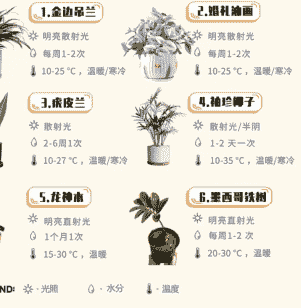 1.金边吊兰
明亮散射光
每周1-2次
10-25 °C ，温暖/寒冷
2.婚礼油画
明亮散射光
每周1-2次
10-25 °C ，温暖/寒冷
3.虎皮兰
散射光
2-6周1次
10-27 °C ，温暖/寒冷
4.袖珍椰子
散射光/半阴
1-2 天一次
10-35 °C ，温暖/寒冷
5.龙神木
明亮直射光
1个月1次
15-30 °C ，温暖
6.墨西哥铁树
明亮直射光
每周1-2 次
20-30 °C ，温暖
ND: · 光照 · 水分 · 温度